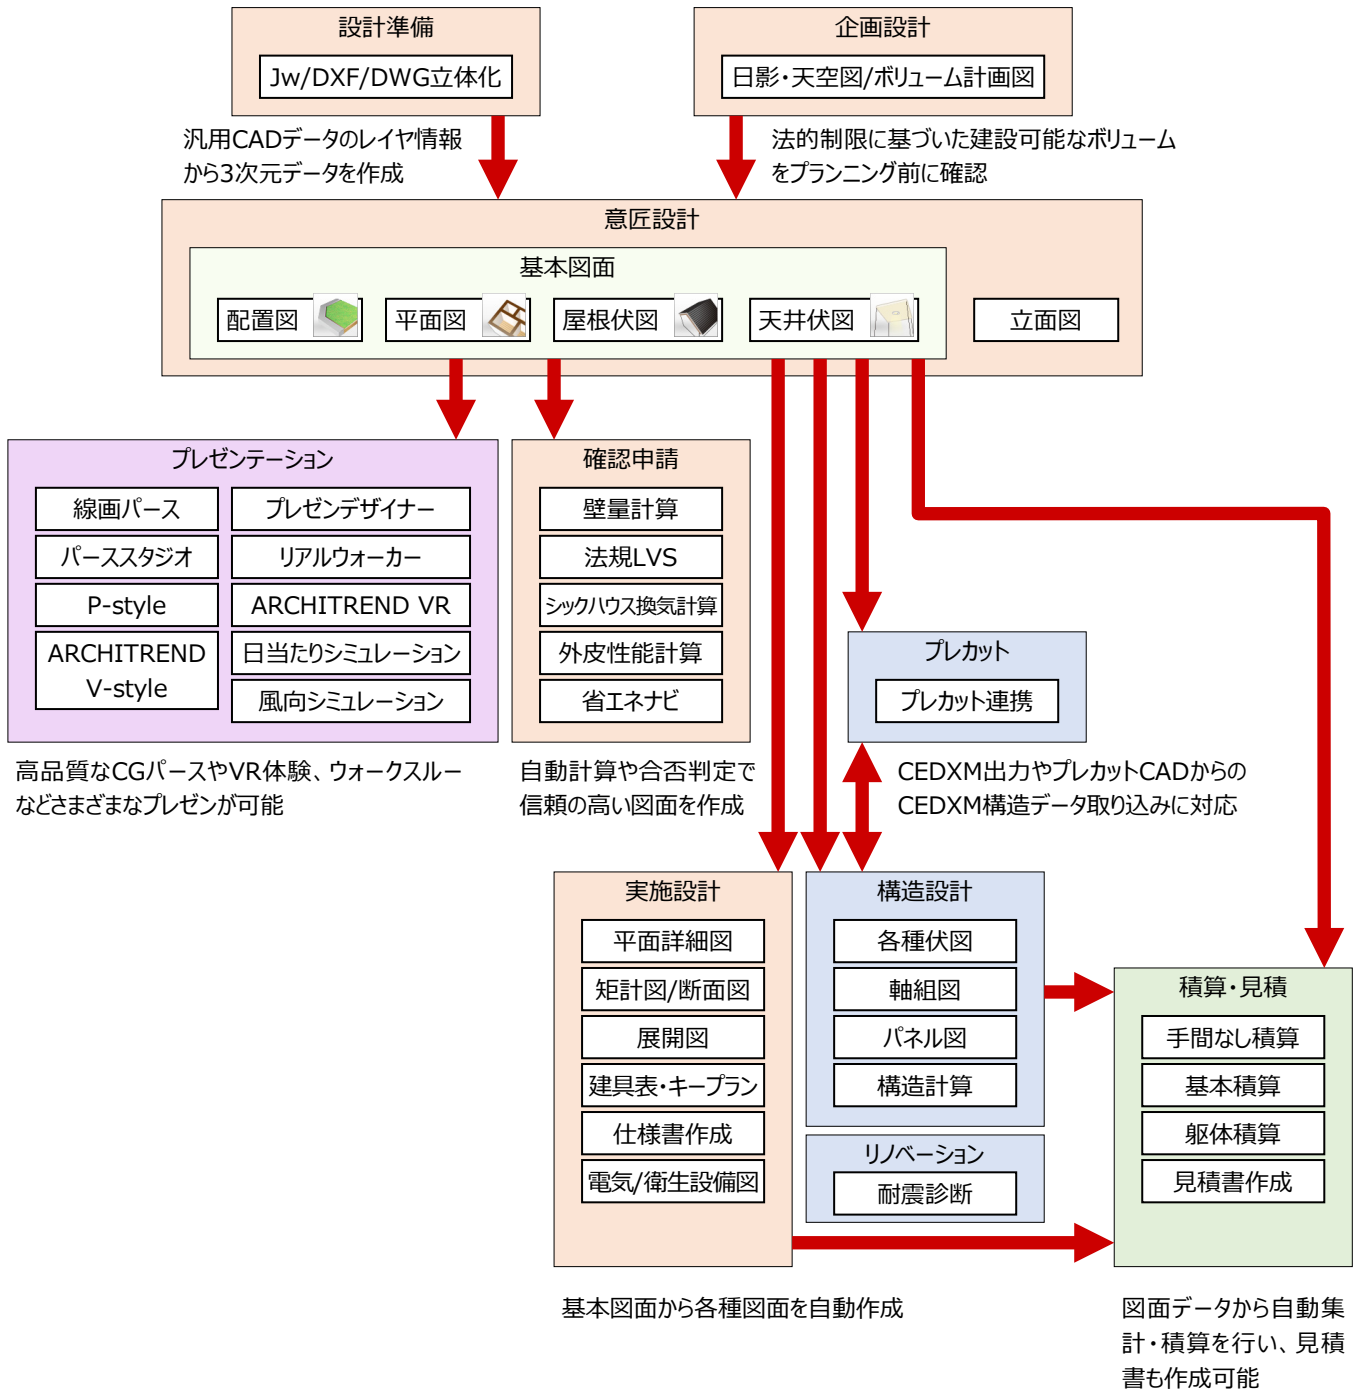 設計準備
Jw/DXF/DWG立体化
企画設計
日影・天空図/ボリューム計画図
汎用CADデータのレイヤ情報
から3次元データを作成
法的制限に基づいた建設可能なボリューム
をプランニング前に確認
意匠設計
基本図面
配置図
平面図
屋根伏図
天井伏図
立面図
プレゼンテーション
線画パース
パーススタジオ
P-style
ARCHITREND
V-style
プレゼンデザイナー
リアルウォーカー
ARCHITREND VR
日当たりシミュレーション
風向シミュレーション
高品質なCGパースやVR体験、ウォークスルー
などさまざまなプレゼンが可能
確認申請
壁量計算
法規LVS
シックハウス換気計算
外皮性能計算
省エネナビ
自動計算や合否判定で
信頼の高い図面を作成
プレカット
プレカット連携
CEDXM出力やプレカットCADからの
CEDXM構造データ取り込みに対応
実施設計
平面詳細図
矩計図/断面図
展開図
建具表・キープラン
仕様書作成
電気/衛生設備図
基本図面から各種図面を自動作成
構造設計
各種伏図
軸組図
パネル図
構造計算
リノベーション
耐震診断
積算・見積
手間なし積算
基本積算
躯体積算
見積書作成
図面データから自動集
計・積算を行い、見積
書も作成可能